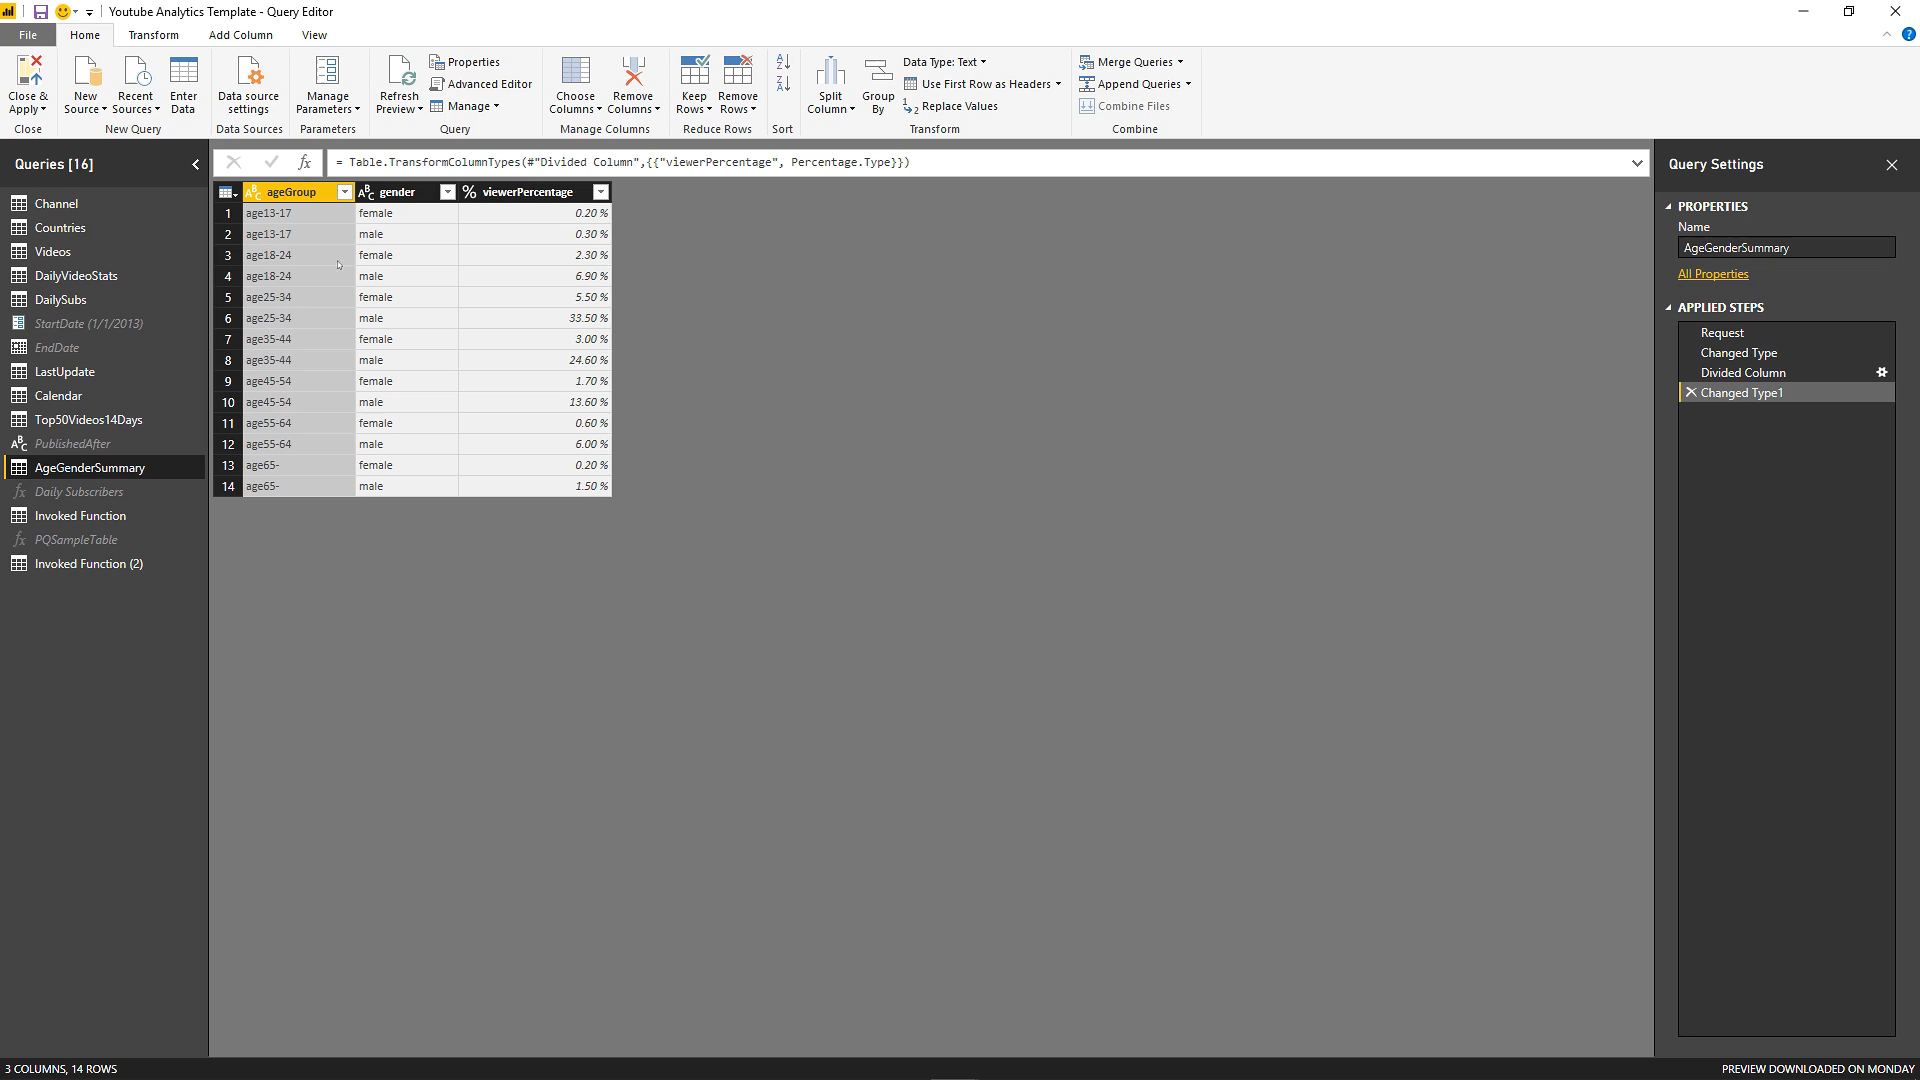 Youtube Analytics Template - Query Editor
File Home Transform Add Column View
Close & Apply
Close
New Source
Recent Sources
Enter Data
New Query
Data source settings
Data Sources
Manage Parameters
Parameters
Refresh Preview
Properties
Advanced Editor
Manage
Query
Choose Columns
Remove Columns
Manage Columns
Keep Rows
Remove Rows
Reduce Rows
Sort
Split Column
Group By
Data Type: Text
Use First Row as Headers
Replace Values
Transform
Merge Queries
Append Queries
Combine Files
Combine
Queries [16]
Channel
Countries
Videos
DailyVideoStats
DailySubs
StartDate (1/1/2013)
EndDate
LastUpdate
Calendar
Top50Videos14Days
PublishedAfter
AgeGenderSummary
Daily Subscribers
Invoked Function
PQSampleTable
Invoked Function (2)
fx = Table.TransformColumnTypes(#"Divided Column",{{"viewerPercentage", Percentage.Type}})
ageGroup gender % viewerPercentage
1 age13-17 female 0.20 %
2 age13-17 male 0.30 %
3 age18-24 female 2.30 %
4 age18-24 male 6.90 %
5 age25-34 female 5.50 %
6 age25-34 male 33.50 %
7 age35-44 female 3.00 %
8 age35-44 male 24.60 %
9 age45-54 female 1.70 %
10 age45-54 male 13.60 %
11 age55-64 female 0.60 %
12 age55-64 male 6.00 %
13 age65- female 0.20 %
14 age65- male 1.50 %
Query Settings
PROPERTIES
Name
AgeGenderSummary
All Properties
APPLIED STEPS
Request
Changed Type
Divided Column
Changed Type1
3 COLUMNS, 14 ROWS
PREVIEW DOWNLOADED ON MONDAY